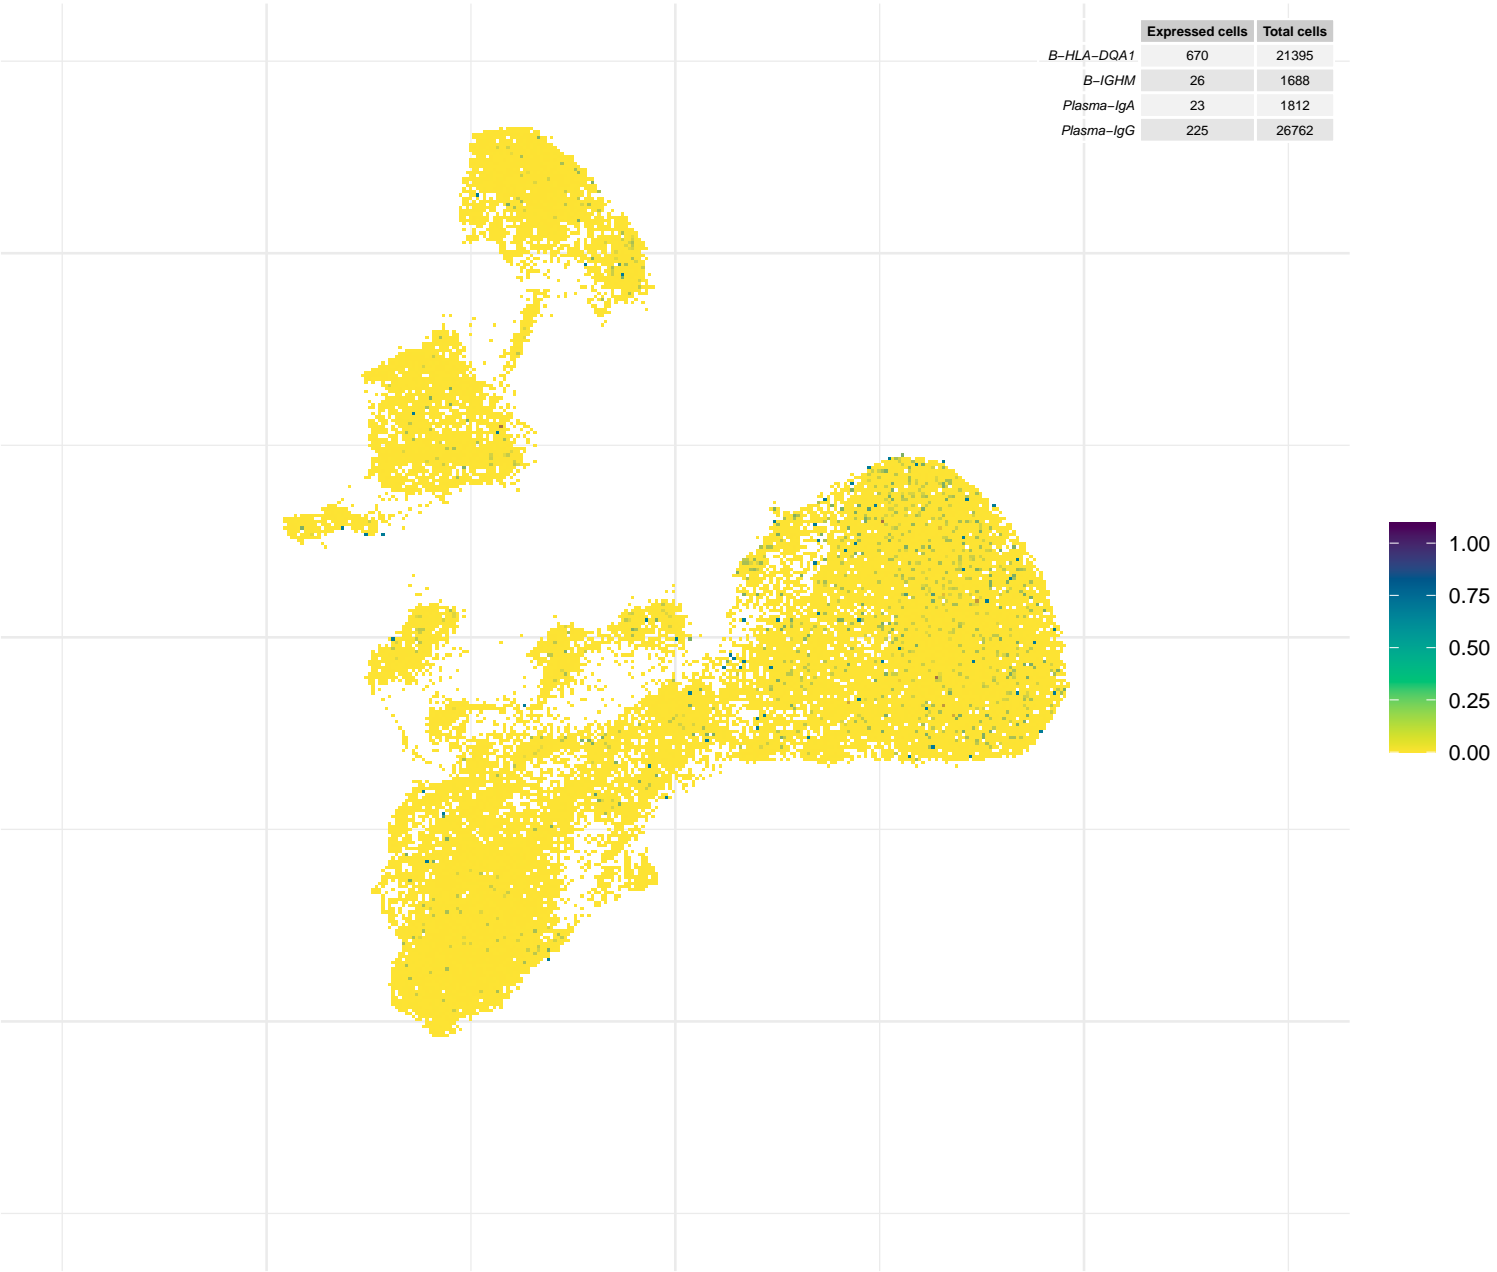 Expressed cells Total cells
B−HLA−DQA1 670 21395
B−IGHM 26 1688
Plasma−IgA 23 1812
Plasma−IgG 225 26762
1.00
0.75
0.50
0.25
0.00